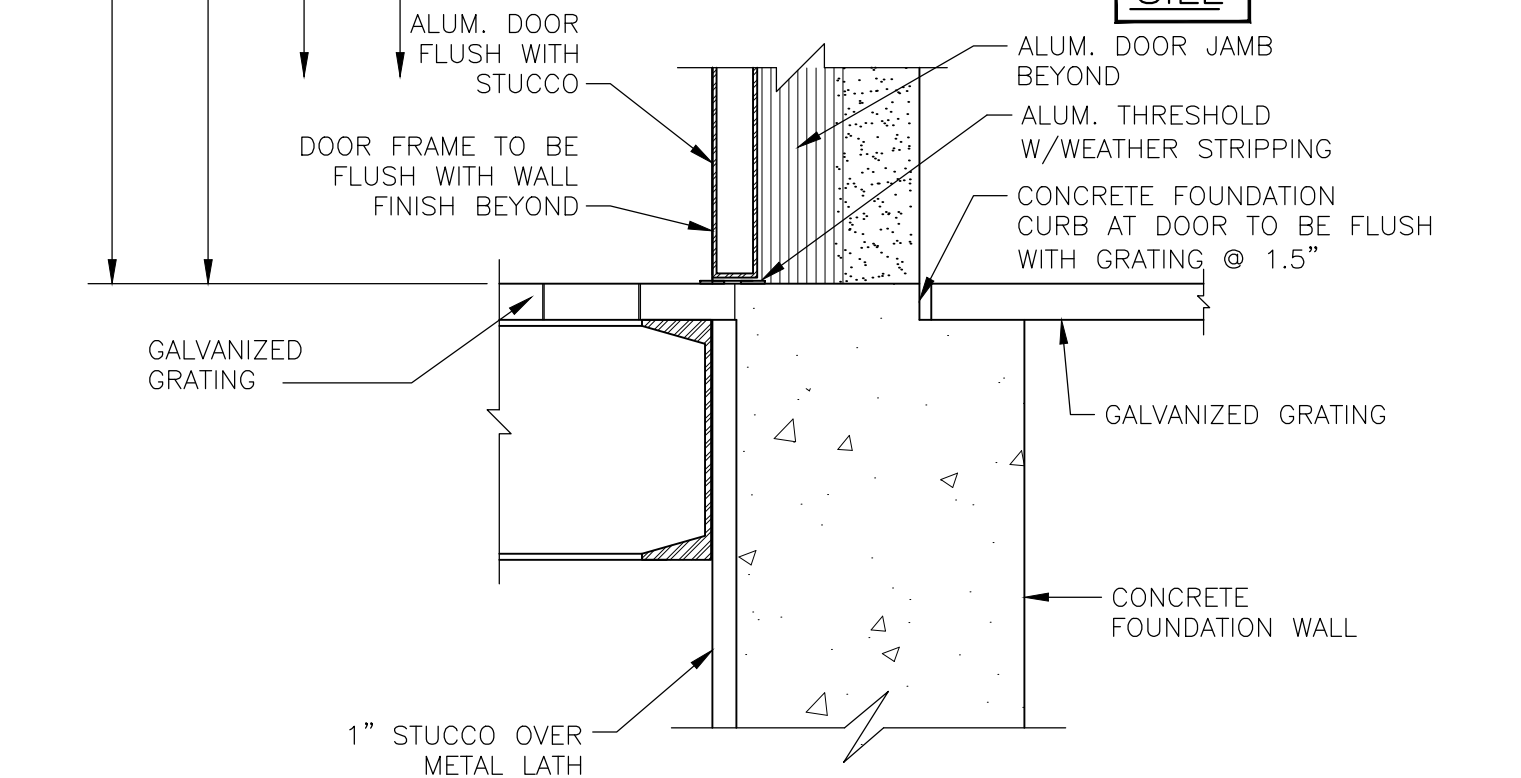 ALUM. DOOR
FLUSH WITH
STUCCO
DOOR FRAME TO BE
FLUSH WITH WALL
FINISH BEYOND
GALVANIZED
GRATING
1" STUCCO OVER
METAL LATH
ALUM. DOOR JAMB
BEYOND
ALUM. THRESHOLD
W/WEATHER STRIPPING
CONCRETE FOUNDATION
CURB AT DOOR TO BE FLUSH
WITH GRATING @ 1.5"
GALVANIZED GRATING
CONCRETE
FOUNDATION WALL